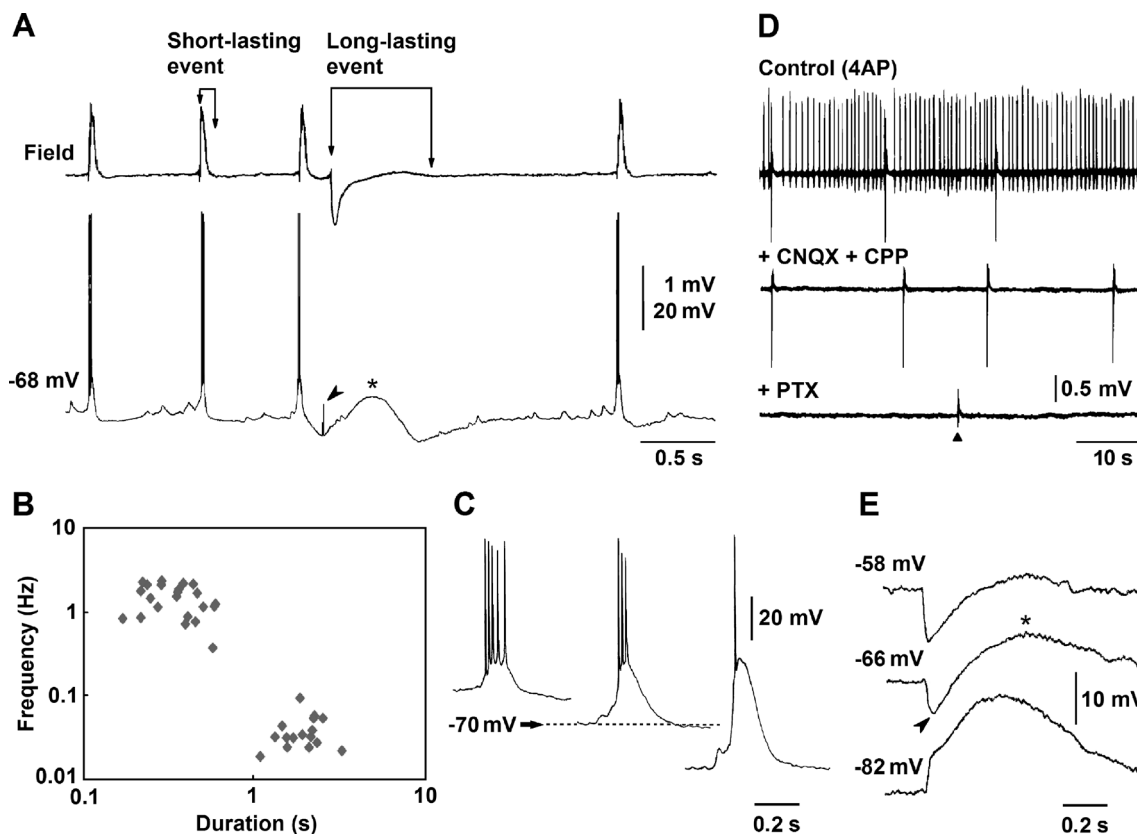 A
Short-lasting
event
Long-lasting
event
Field
1 mV
20 mV
-68 mV
*
0.5 s
D
Control (4AP)
+ CNQX + CPP
+ PTX
0.5 mV
10 s
B
10
1
0.1
0.01
Frequency (Hz)
0.1
1
10
Duration (s)
C
20 mV
-70 mV
0.2 s
E
-58 mV
*
-66 mV
10 mV
-82 mV
0.2 s